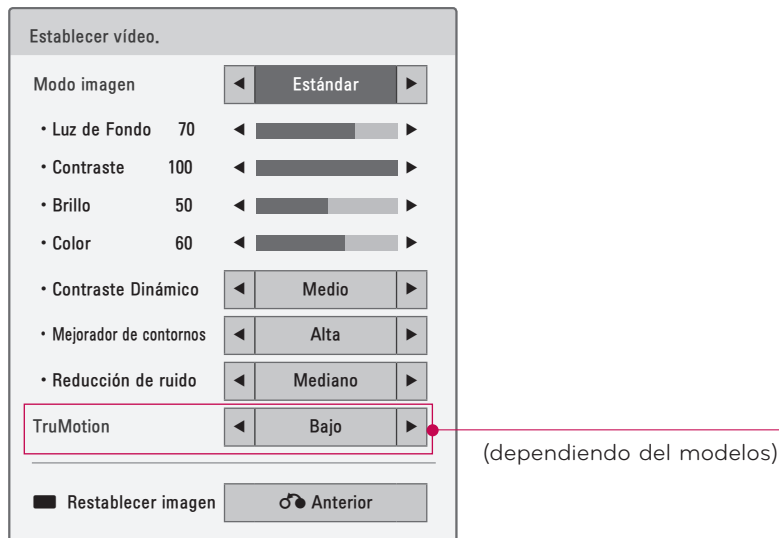 Establecer vídeo.
Modo imagen Estándar
• Luz de Fondo 70
• Contraste 100
• Brillo 50
• Color 60
• Contraste Dinámico Medio
• Mejorador de contornos Alta
• Reducción de ruido Mediano
TruMotion Bajo
(dependiendo del modelos)
Restablecer imagen Anterior